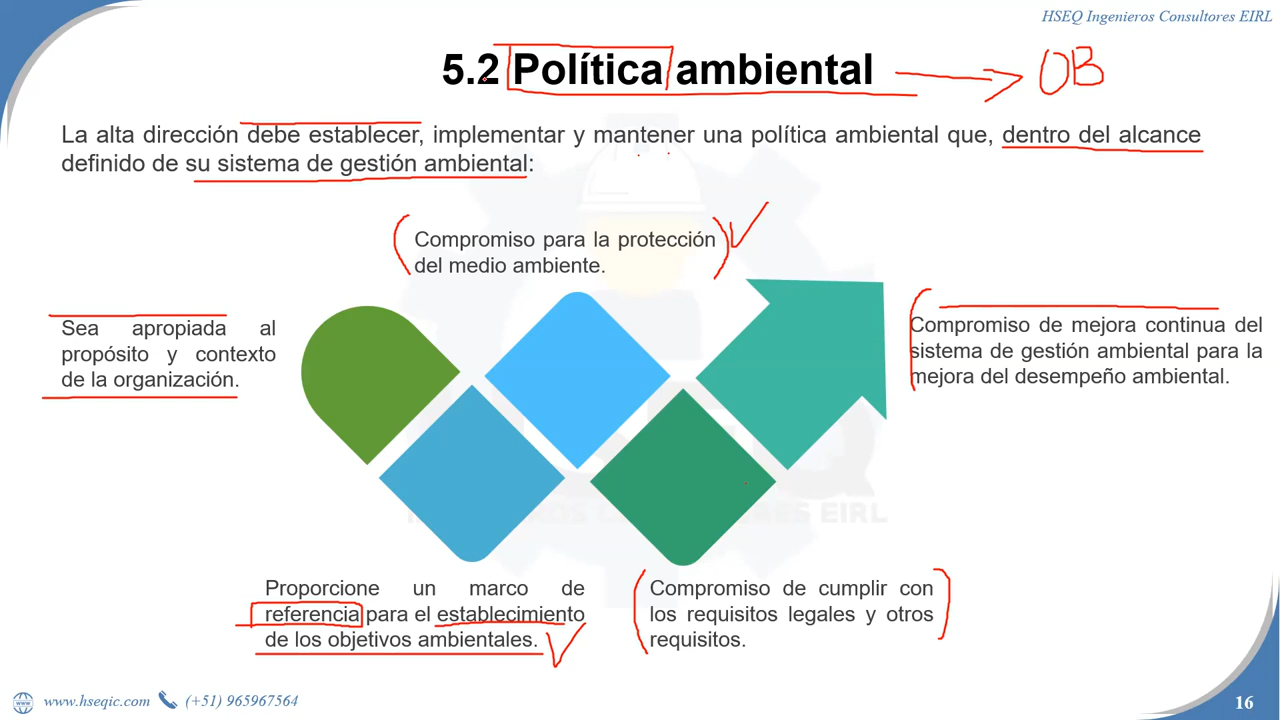 HSEQ Ingenieros Consultores EIRL
5.2 Política ambiental
OB
La alta dirección debe establecer, implementar y mantener una política ambiental que, dentro del alcance
definido de su sistema de gestión ambiental:
Compromiso para la protección
del medio ambiente.
Sea apropiada al
propósito y contexto
de la organización.
Compromiso de mejora continua del
sistema de gestión ambiental para la
mejora del desempeño ambiental.
Proporcione un marco de
referencia para el establecimiento
de los objetivos ambientales.
Compromiso de cumplir con
los requisitos legales y otros
requisitos.
www.hseqic.com (+51) 965967564
16